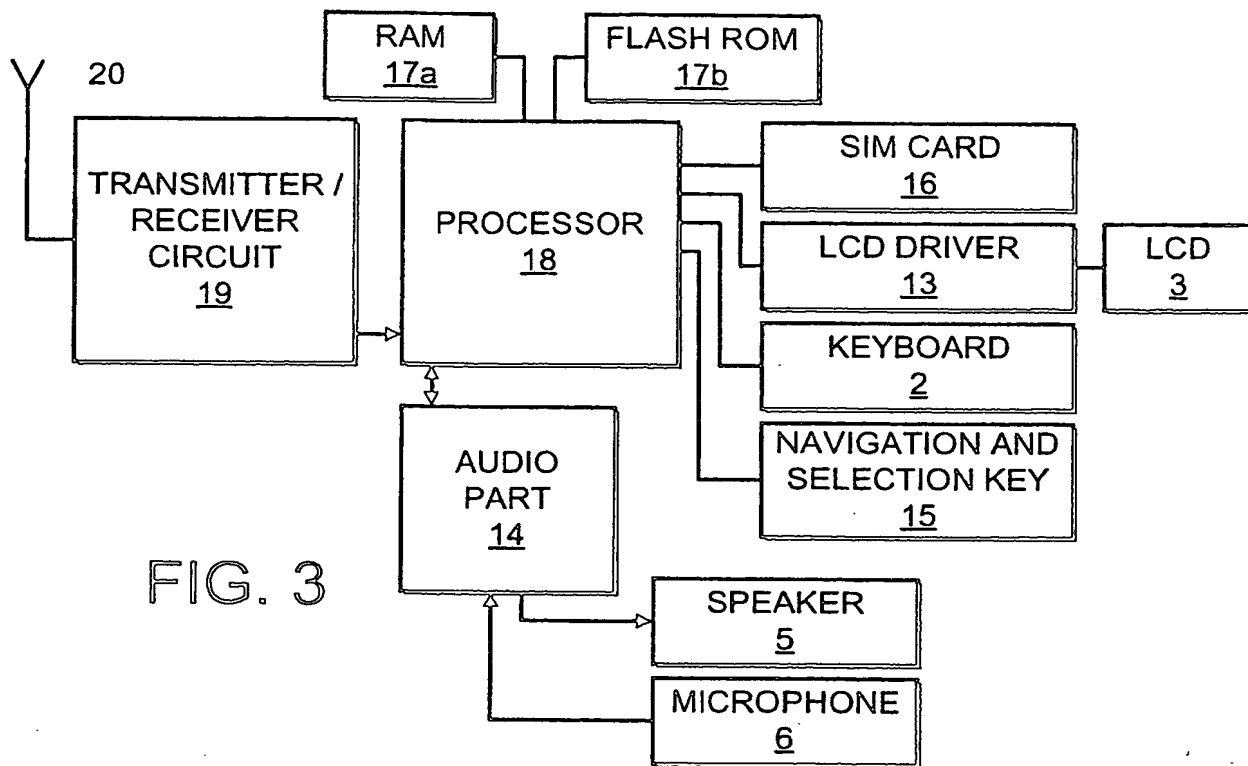 RAM
17a
FLASH ROM
17b
20
TRANSMITTER /
RECEIVER
CIRCUIT
19
PROCESSOR
18
SIM CARD
16
LCD DRIVER
13
LCD
3
KEYBOARD
2
NAVIGATION AND
SELECTION KEY
15
AUDIO
PART
14
FIG. 3
SPEAKER
5
MICROPHONE
6